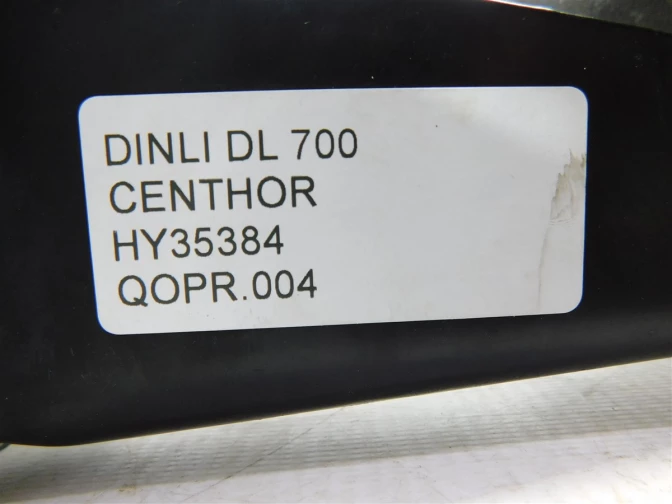 DINLI DL 700
CENTHOR
HY35384
QOPR.004